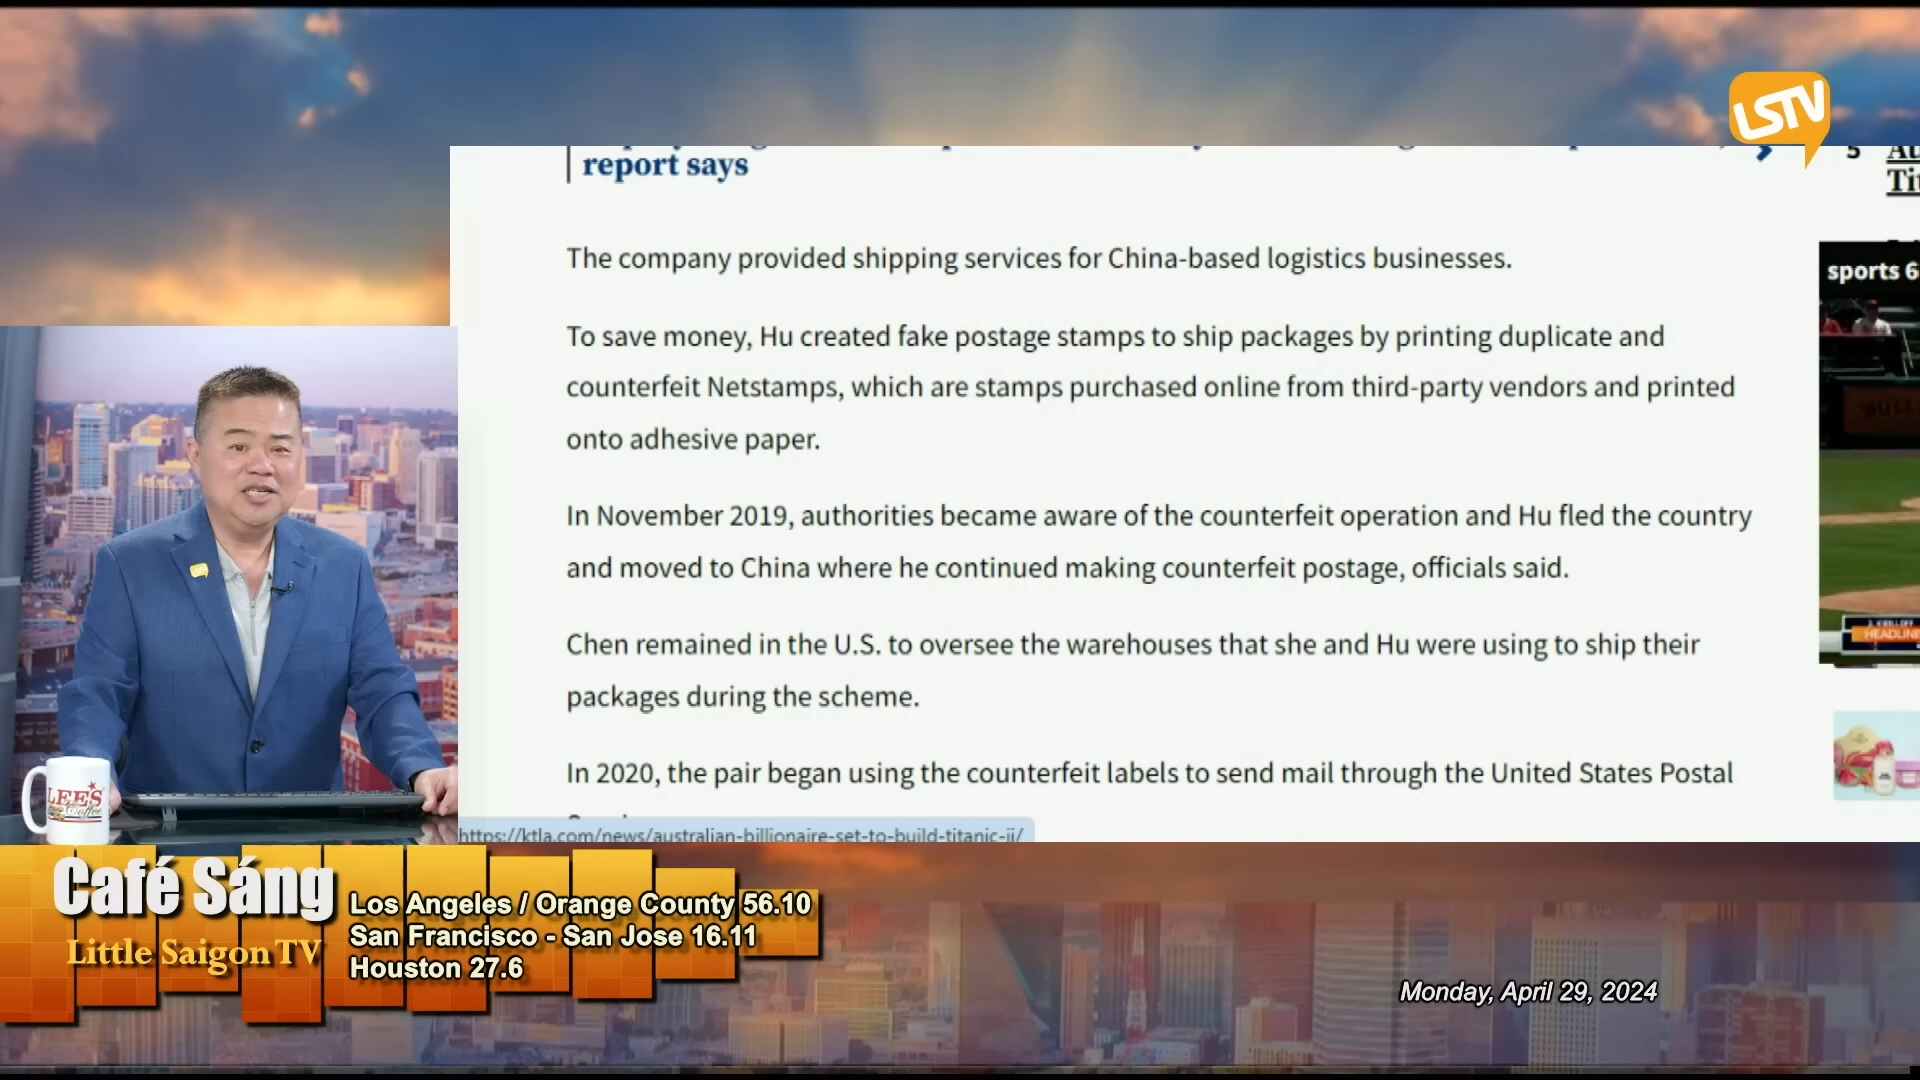 LSTV
report says
5
Tit
The company provided shipping services for China-based logistics businesses.
sports 6
To save money, Hu created fake postage stamps to ship packages by printing duplicate and
counterfeit Netstamps, which are stamps purchased online from third-party vendors and printed
onto adhesive paper.
In November 2019, authorities became aware of the counterfeit operation and Hu fled the country
and moved to China where he continued making counterfeit postage, officials said.
HEADLINE
Chen remained in the U.S. to oversee the warehouses that she and Hu were using to ship their
packages during the scheme.
In 2020, the pair began using the counterfeit labels to send mail through the United States Postal
https://ktla.com/news/australian-billionaire-set-to-build-titanic-ii/
LEE'S
Coffee
Café Sáng
Little Saigon TV
Los Angeles / Orange County 56.10
San Francisco - San Jose 16.11
Houston 27.6
Monday, April 29, 2024